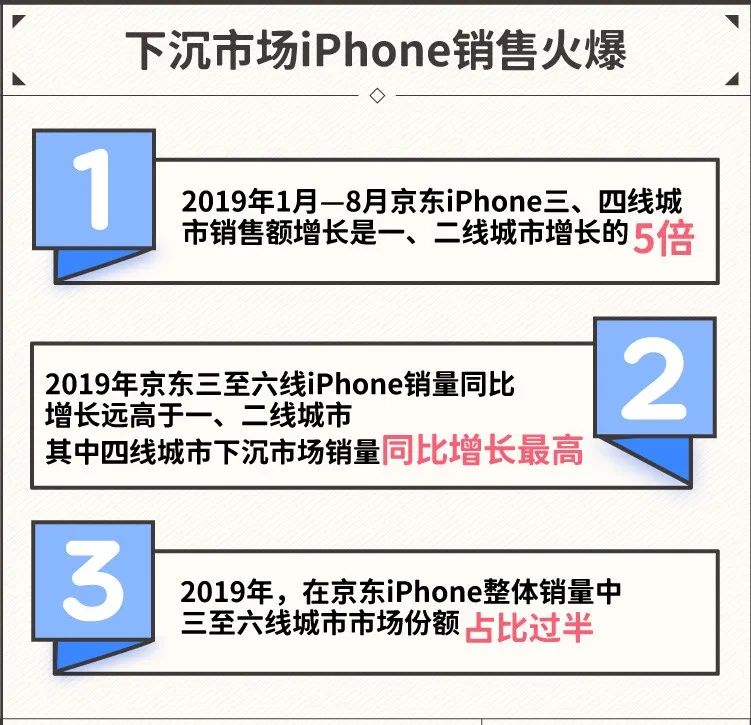 下沉市场iPhone销售火爆
1
2019年1月—8月京东iPhone三、四线城
市销售额增长是一、二线城市增长的5倍
2
2019年京东三至六线iPhone销量同比
增长远高于一、二线城市
其中四线城市下沉市场销量同比增长最高
3
2019年，在京东iPhone整体销量中
三至六线城市市场份额占比过半